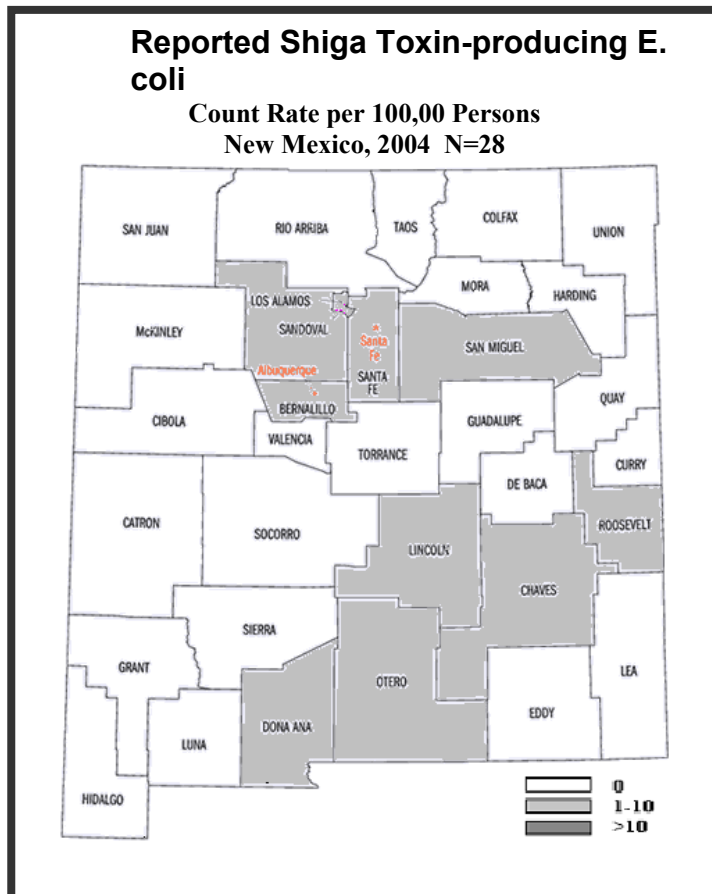 Reported Shiga Toxin-producing E.
coli
Count Rate per 100,00 Persons
New Mexico, 2004 N=28
SAN JUAN
RIO ARRIBA
TAOS
COLFAX
UNION
MORA
HARDING
LOS ALAMOS
McKINLEY
SANDOVAL
Santa
Fe
SANTA
FE
SAN MIGUEL
Albuquerque
BERNALILLO
QUAY
CIBOLA
VALENCIA
GUADALUPE
TORRANCE
CURRY
DE BACA
CATRON
SOCORRO
LINCOLN
ROOSEVELT
CHAVES
SIERRA
GRANT
OTERO
LEA
DONA ANA
EDDY
LUNA
HIDALGO
0
1-10
>10